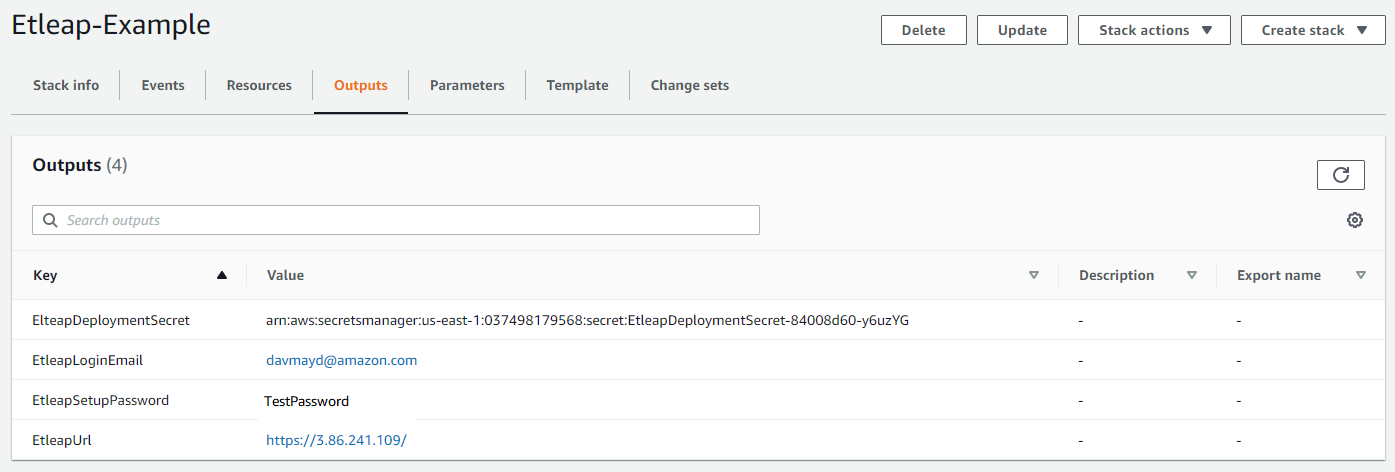 Etleap-Example
Delete Update Stack actions Create stack
Stack info Events Resources Outputs Parameters Template Change sets
Outputs (4)
Search outputs
Key Value Description Export name
ElteapDeploymentSecret arn:aws:secretsmanager:us-east-1:037498179568:secret:EtleapDeploymentSecret-84008d60-y6uzYG - -
EtleapLoginEmail davmayd@amazon.com - -
EtleapSetupPassword TestPassword - -
EtleapUrl https://3.86.241.109/ - -